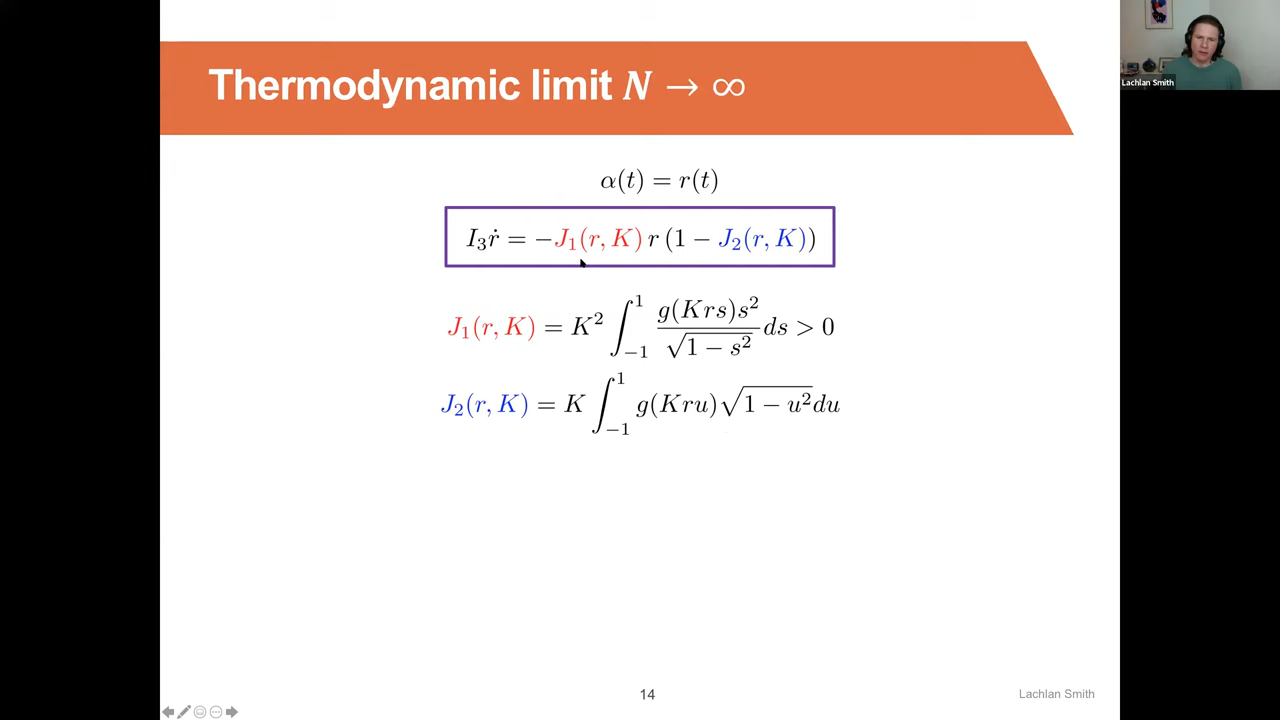 Thermodynamic limit N → ∞
α(t) = r(t)
I₃ṙ = −J₁(r, K) r (1 − J₂(r, K))
J₁(r, K) = K² ∫₋₁¹ g(Krs)s² / √(1 − s²) ds > 0
J₂(r, K) = K ∫₋₁¹ g(Kru)√(1 − u²)du
14
Lachlan Smith
Lachlan Smith